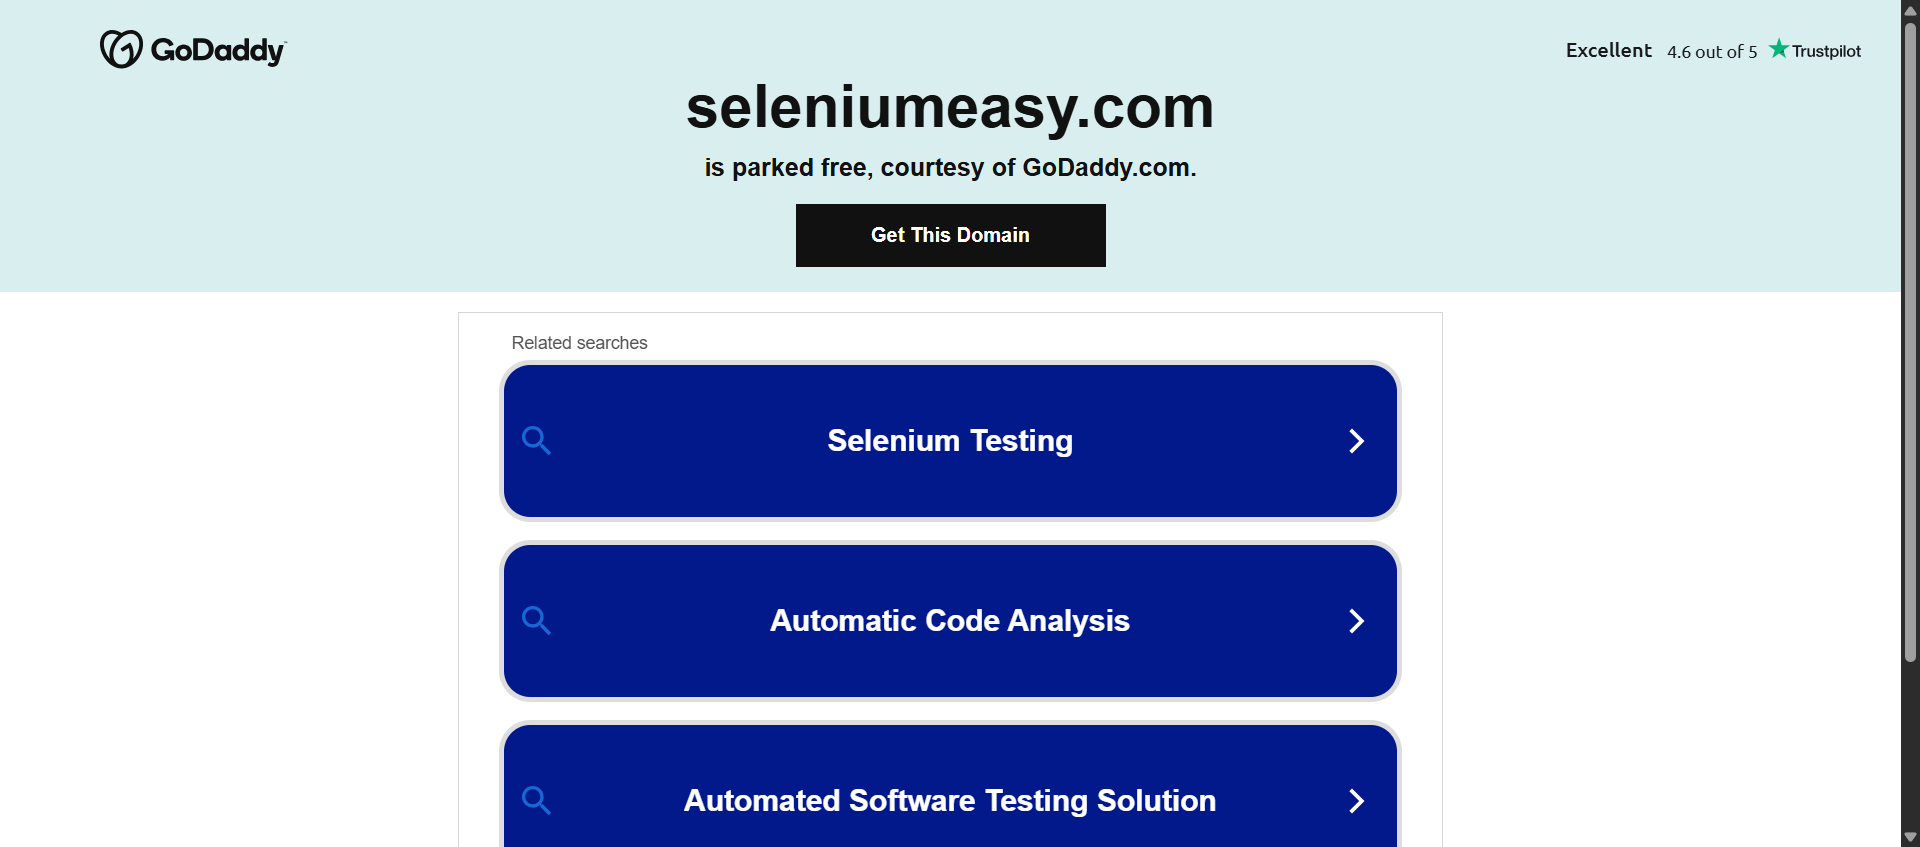 GoDaddy
Excellent 4.6 out of 5 Trustpilot
seleniumeasy.com
is parked free, courtesy of GoDaddy.com.
Get This Domain
Related searches
Selenium Testing
Automatic Code Analysis
Automated Software Testing Solution